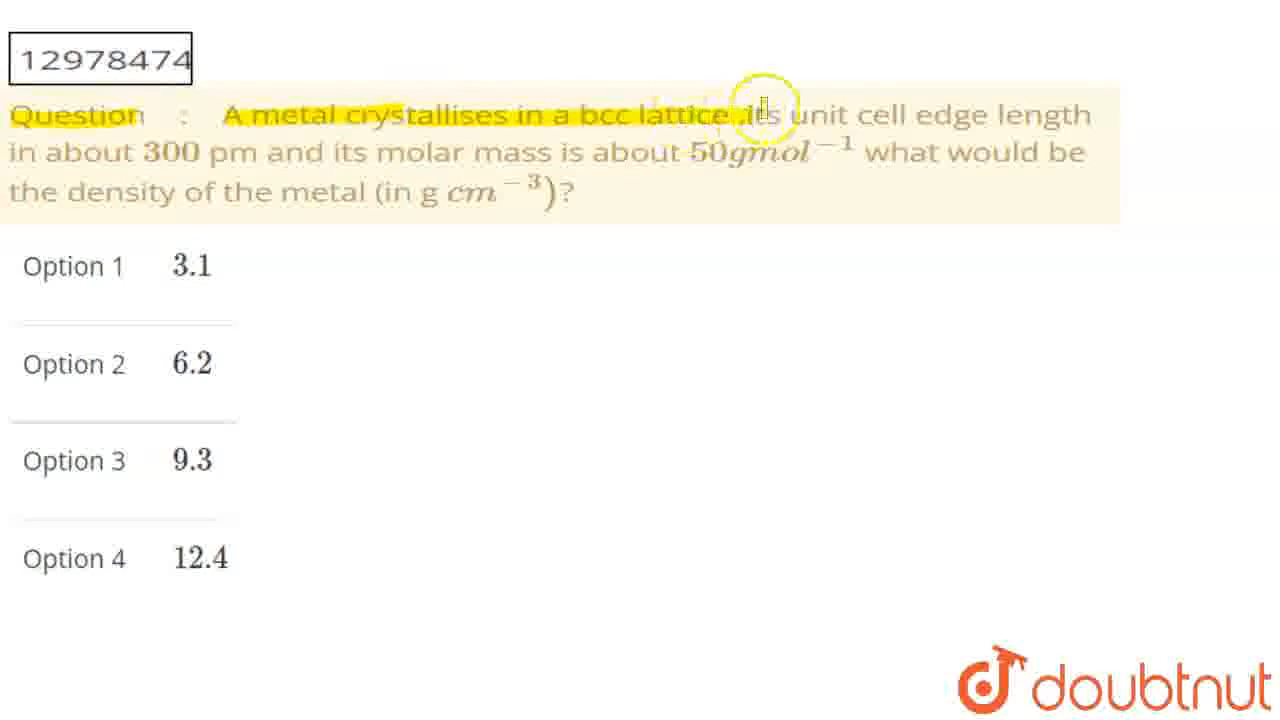 12978474
Question : A metal crystallises in a bcc lattice ,its unit cell edge length
in about 300 pm and its molar mass is about 50gmol⁻¹ what would be
the density of the metal (in g cm⁻³)?
Option 1 3.1
Option 2 6.2
Option 3 9.3
Option 4 12.4
doubtnut